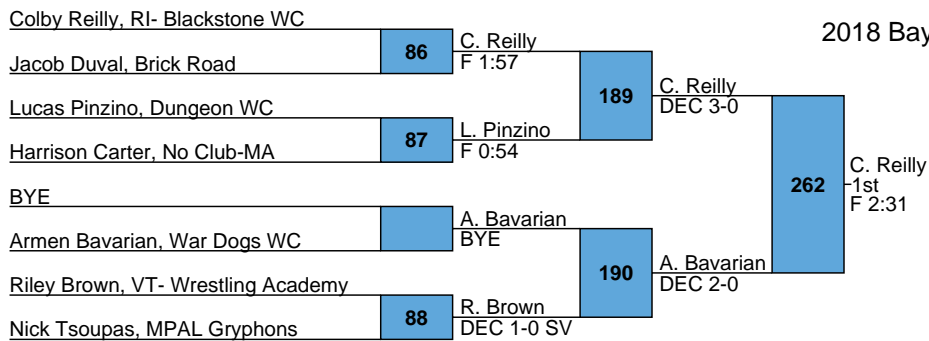 Colby Reilly, RI- Blackstone WC
2018 Bay
86
C. Reilly
F 1:57
Jacob Duval, Brick Road
189
C. Reilly
DEC 3-0
Lucas Pinzino, Dungeon WC
87
L. Pinzino
F 0:54
Harrison Carter, No Club-MA
262
C. Reilly
1st
F 2:31
BYE
A. Bavarian
BYE
Armen Bavarian, War Dogs WC
190
A. Bavarian
DEC 2-0
Riley Brown, VT- Wrestling Academy
88
R. Brown
DEC 1-0 SV
Nick Tsoupas, MPAL Gryphons